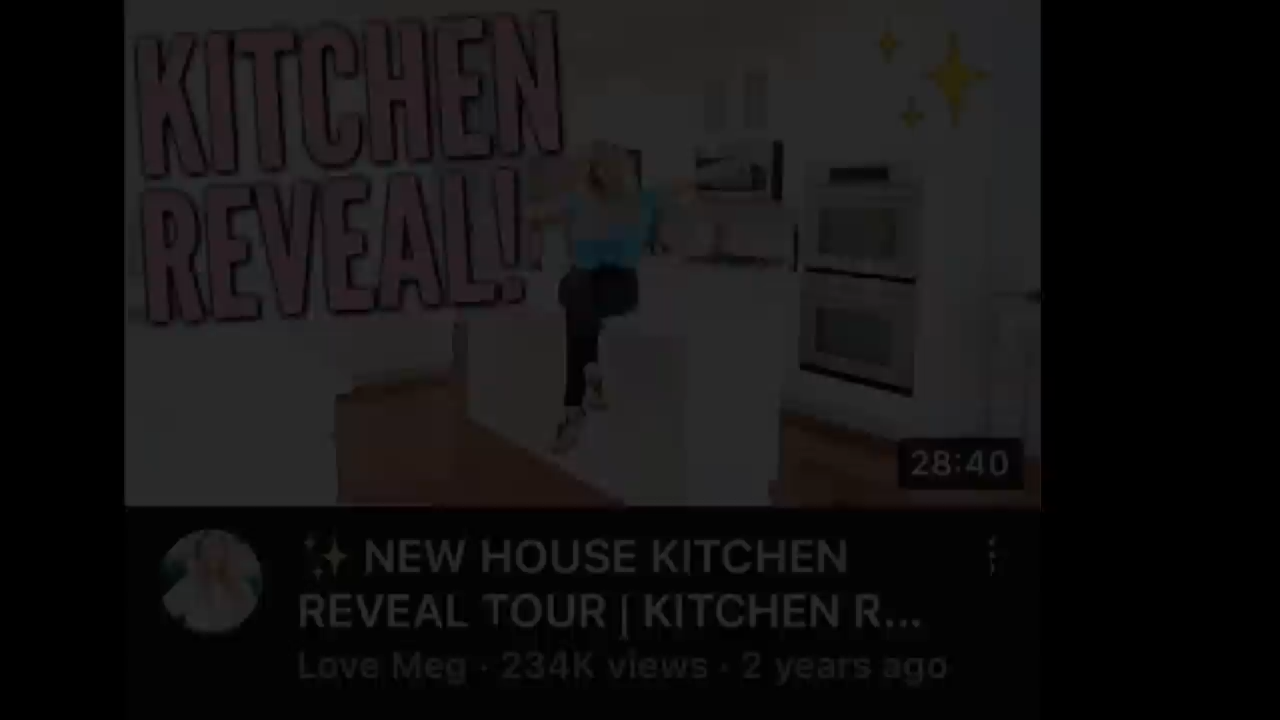 KITCHEN
REVEAL!
28:40
✨ NEW HOUSE KITCHEN
REVEAL TOUR | KITCHEN R...
Love Meg · 234K views · 2 years ago